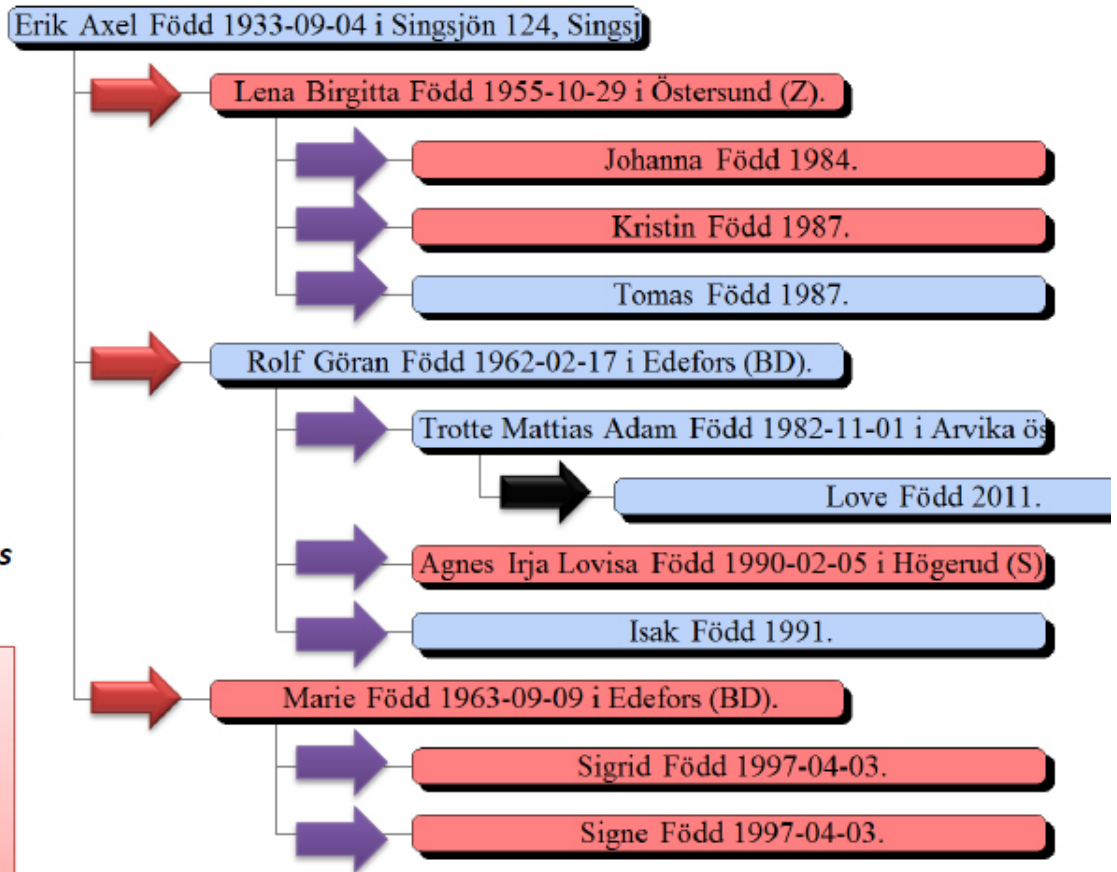 Erik Axel Född 1933-09-04 i Singsjön 124, Singsj
Lena Birgitta Född 1955-10-29 i Östersund (Z).
Johanna Född 1984.
Kristin Född 1987.
Tomas Född 1987.
Rolf Göran Född 1962-02-17 i Edefors (BD).
Trotte Mattias Adam Född 1982-11-01 i Arvika ös
Love Född 2011.
s
Agnes Irja Lovisa Född 1990-02-05 i Högerud (S)
Isak Född 1991.
Marie Född 1963-09-09 i Edefors (BD).
Sigrid Född 1997-04-03.
Signe Född 1997-04-03.